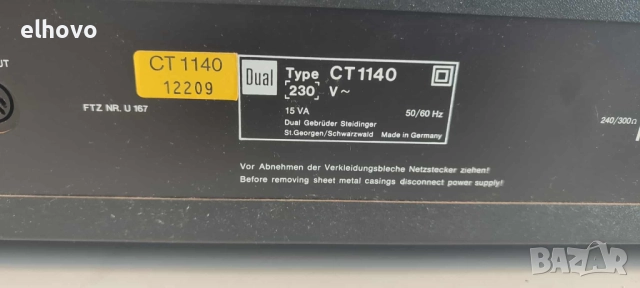 elhovo
UT
CT 1140
12209
FTZ NR. U 167
Dual
Type CT 1140
230 V~
15 VA 50/60 Hz
Dual Gebrüder Steidinger
St.Georgen/Schwarzwald Made in Germany
240/300Ω
Vor Abnehmen der Verkleidungsbleche Netzstecker ziehen!
Before removing sheet metal casings disconnect power supply!
BAZAR